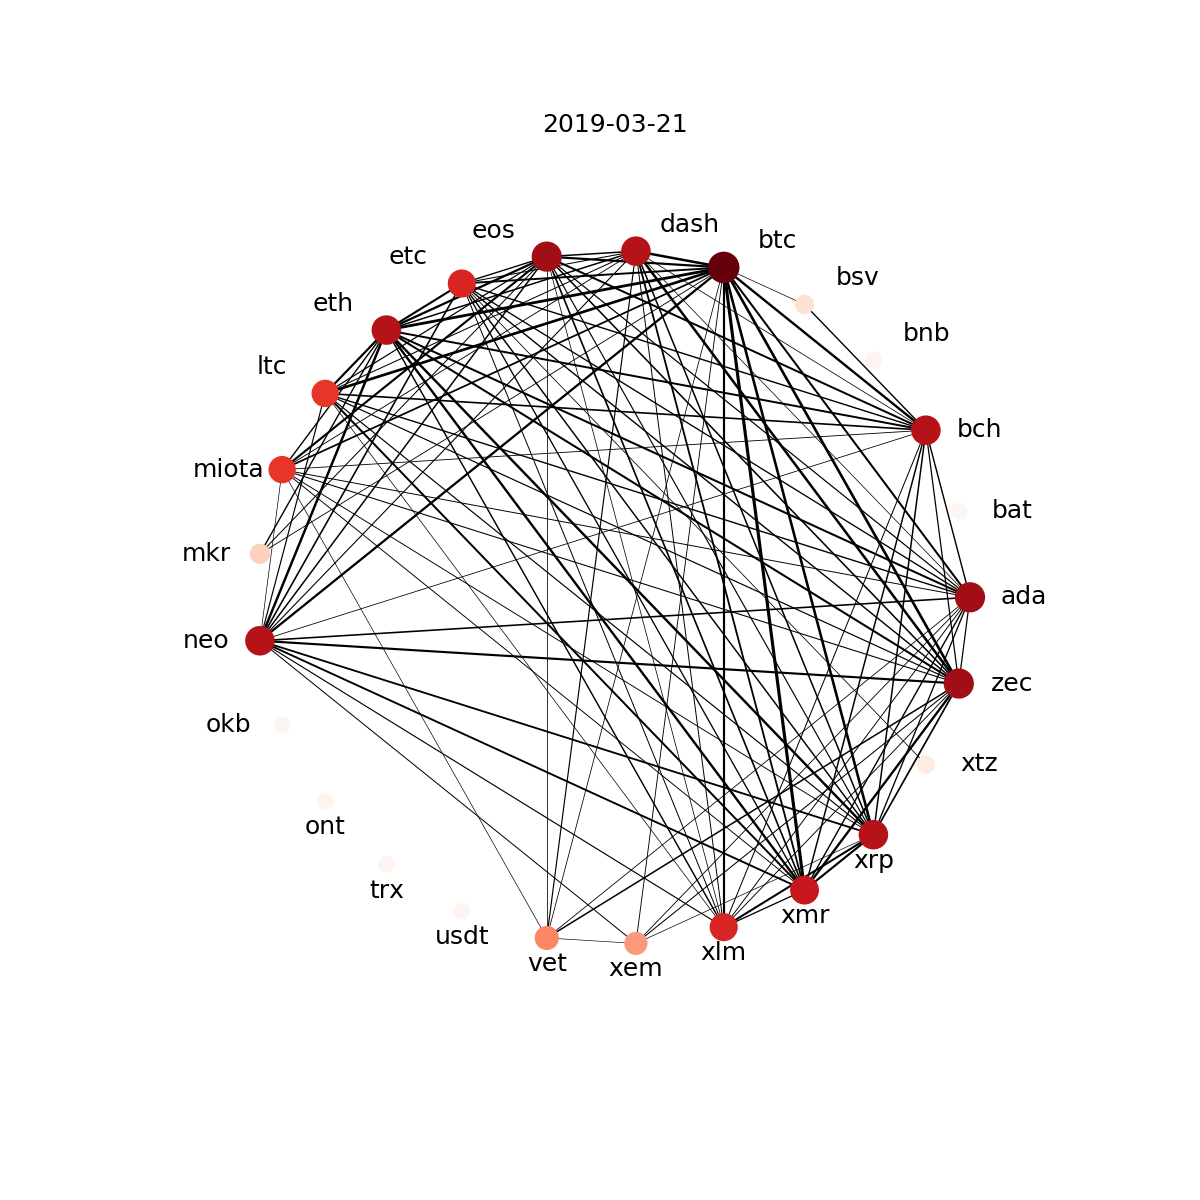 2019-03-21
dash
eos
btc
etc
bsv
eth
bnb
ltc
bch
miota
bat
mkr
ada
neo
zec
okb
xtz
ont
xrp
trx
xmr
usdt
xlm
vet
xem